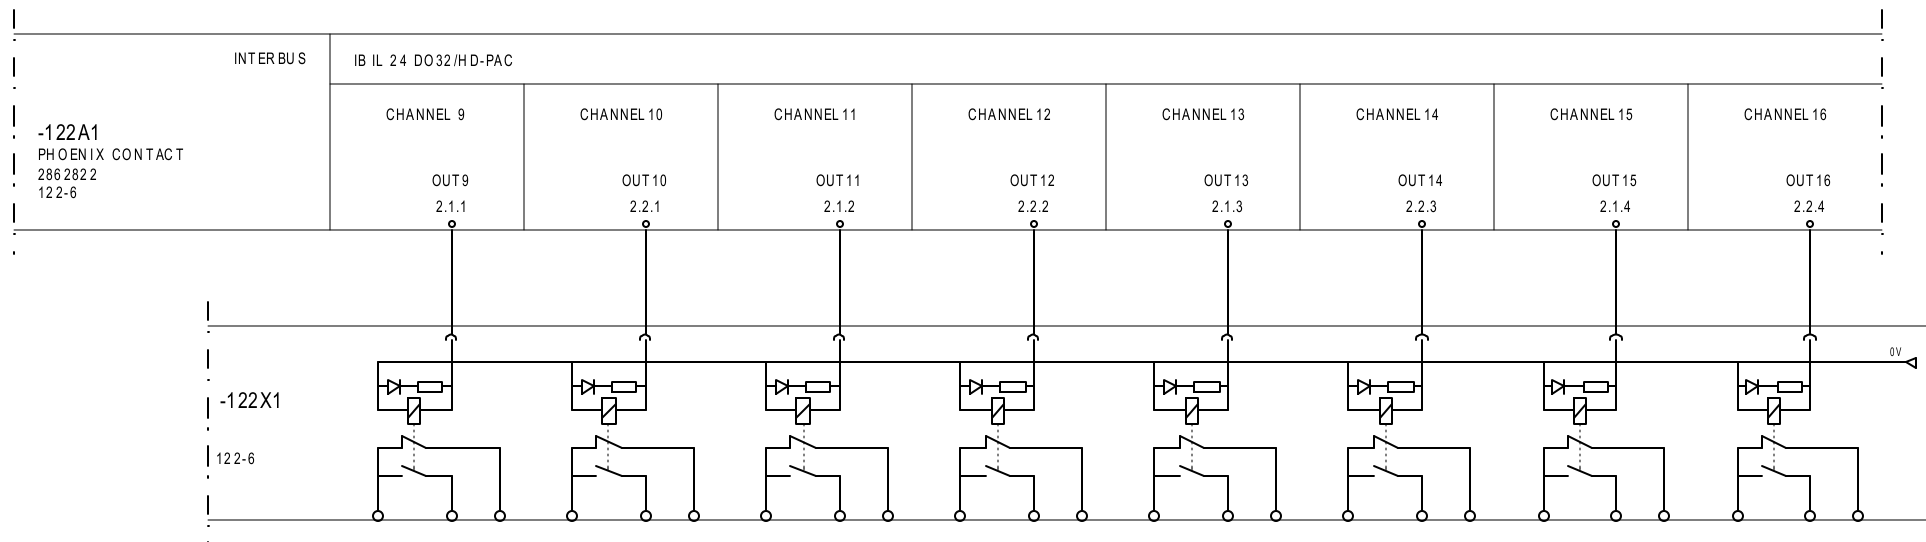 INTERBUS
IB IL 24 DO32/HD-PAC
-122A1
PHOENIX CONTACT
2862822
122-6
CHANNEL 9
CHANNEL 10
CHANNEL 11
CHANNEL 12
CHANNEL 13
CHANNEL 14
CHANNEL 15
CHANNEL 16
OUT9
OUT10
OUT11
OUT12
OUT13
OUT14
OUT15
OUT16
2.1.1
2.2.1
2.1.2
2.2.2
2.1.3
2.2.3
2.1.4
2.2.4
0V
-122X1
122-6